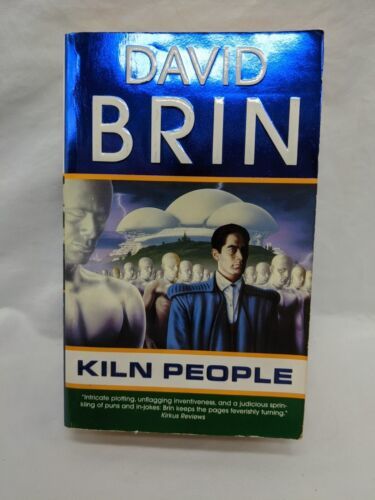 DAVID
BRIN
KILN PEOPLE
"Intricate plotting, unflagging inventiveness, and a judicious sprin-
kling of puns and in-jokes: Brin keeps the pages feverishly turning."
Kirkus Reviews